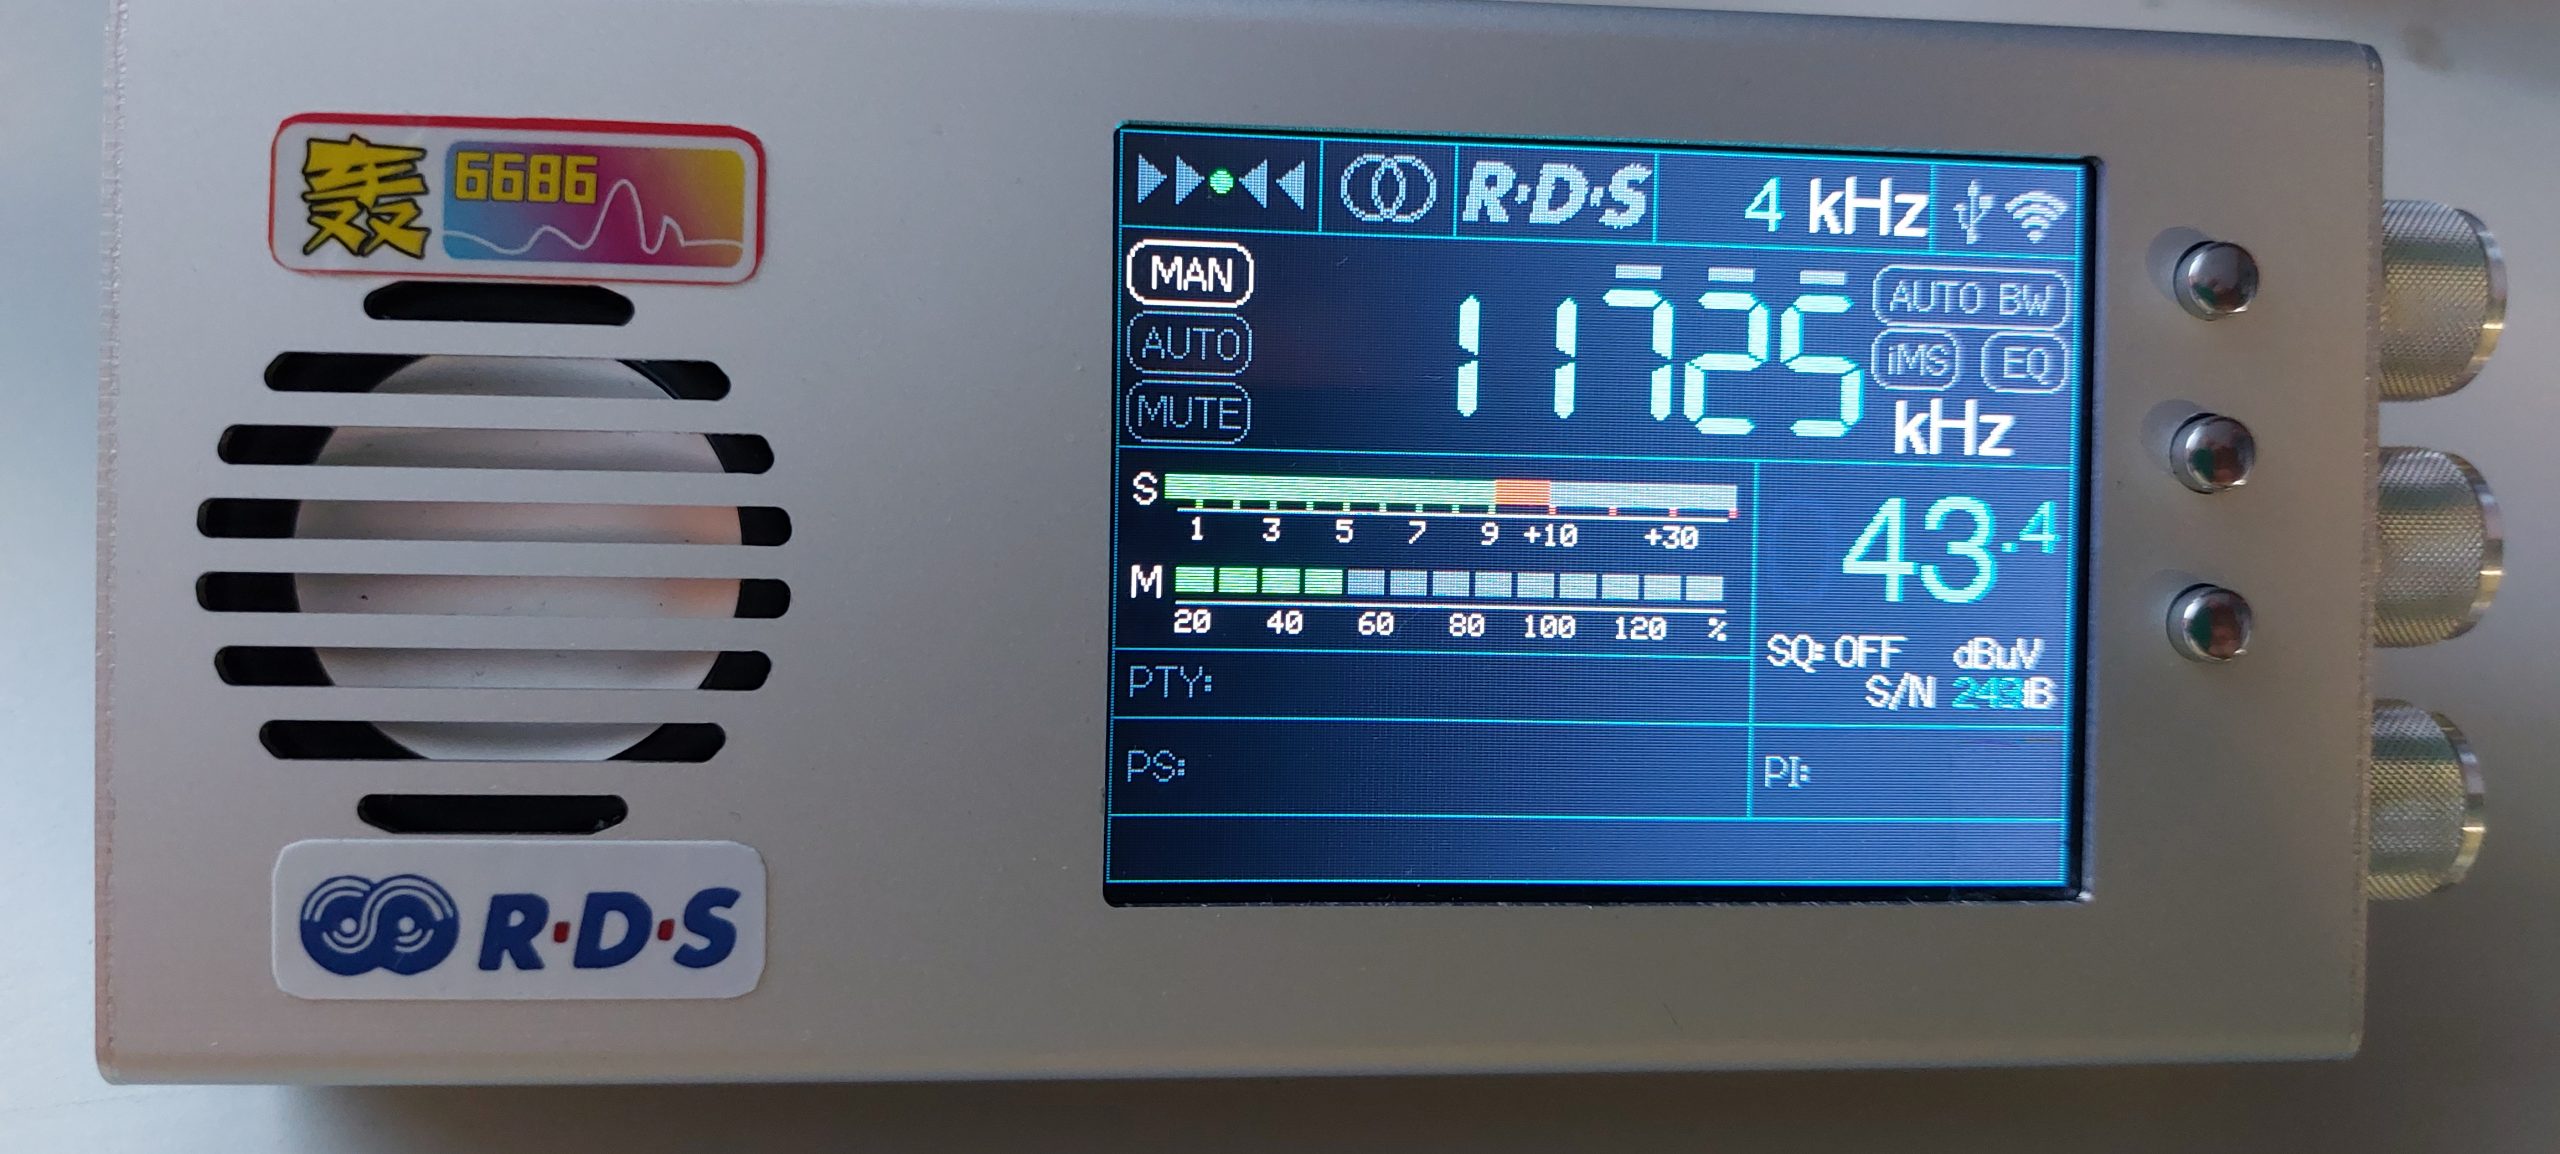 轰 6686
R·D·S
R·D·S
4 kHz
MAN
AUTO
MUTE
11725
kHz
AUTO BW
iMS EQ
S
1 3 5 7 9 +10 +30
M
20 40 60 80 100 120 %
43.4
SQ: OFF dBuV
S/N
PTY:
PS:
PI: